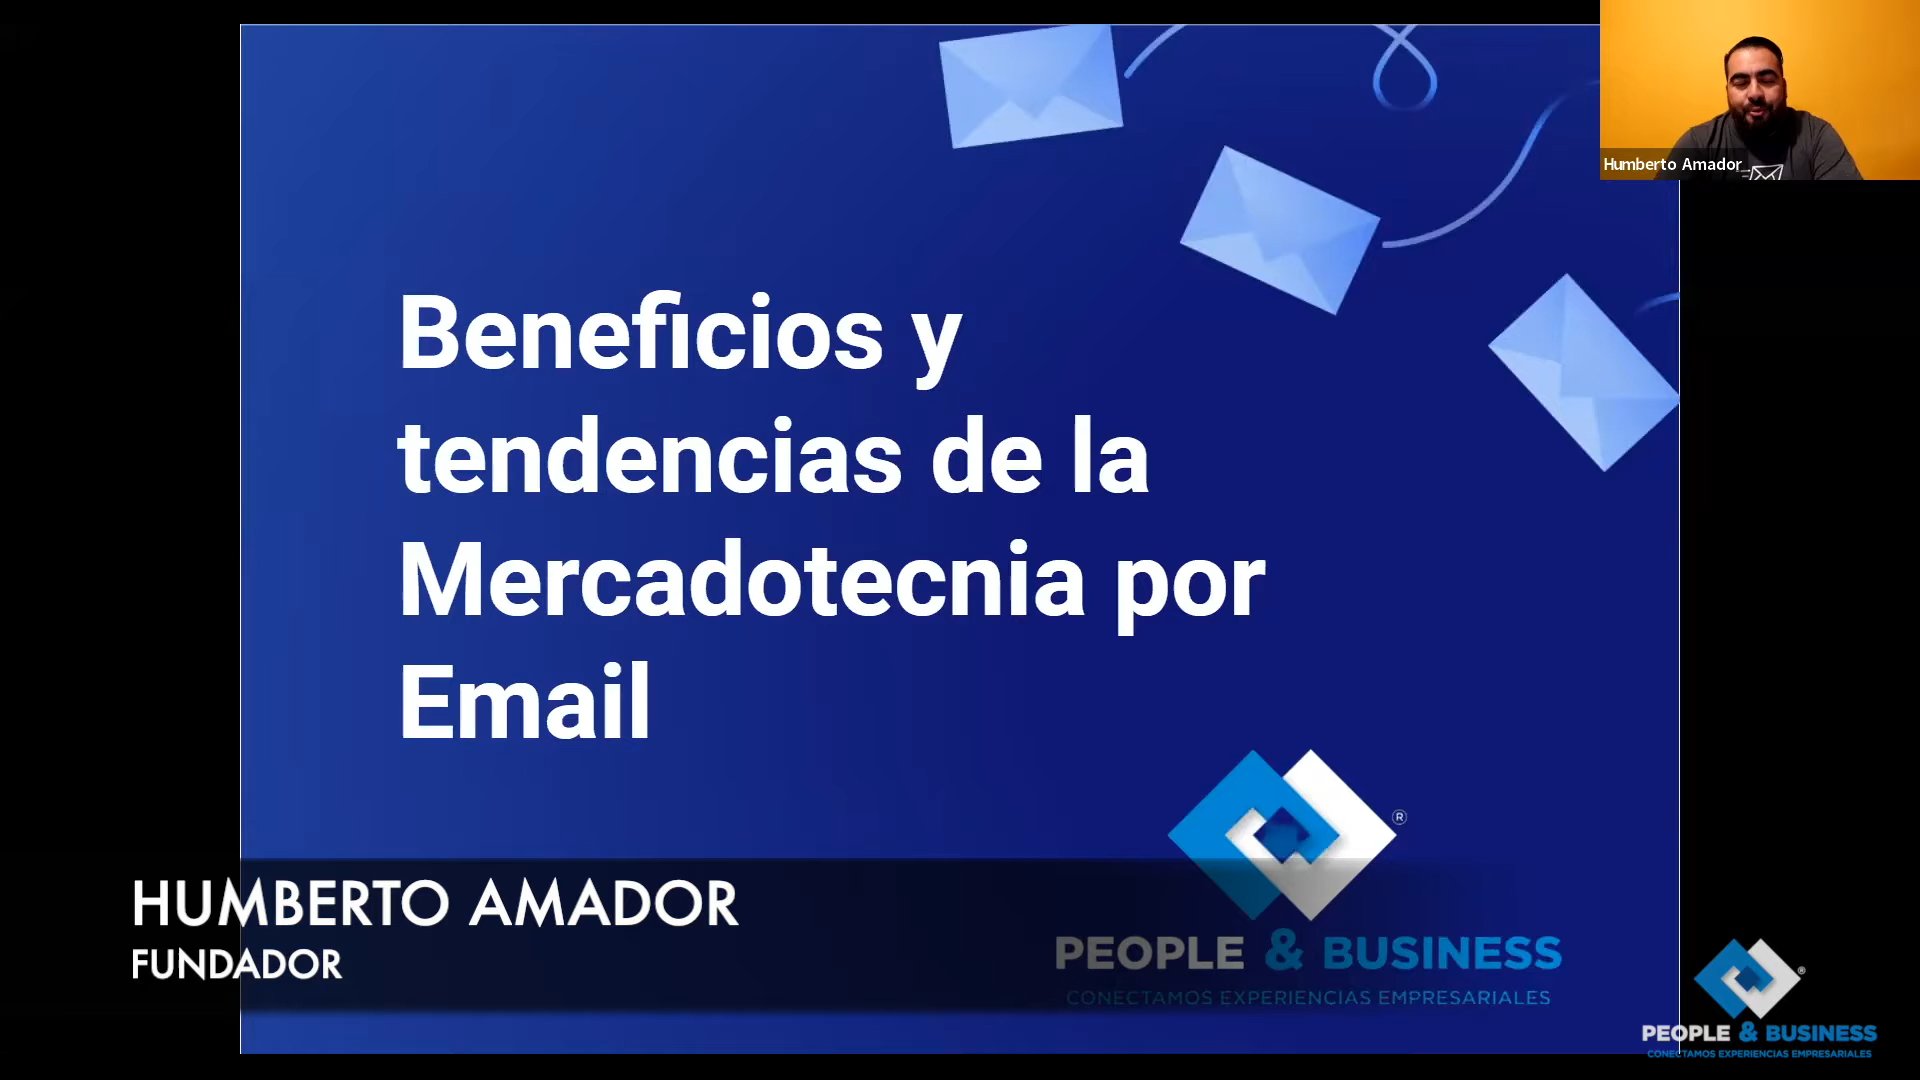 Humberto Amador
Beneficios y
tendencias de la
Mercadotecnia por
Email
®
PEOPLE & BUSINESS
CONECTAMOS EXPERIENCIAS EMPRESARIALES
HUMBERTO AMADOR
FUNDADOR
®
PEOPLE & BUSINESS
CONECTAMOS EXPERIENCIAS EMPRESARIALES